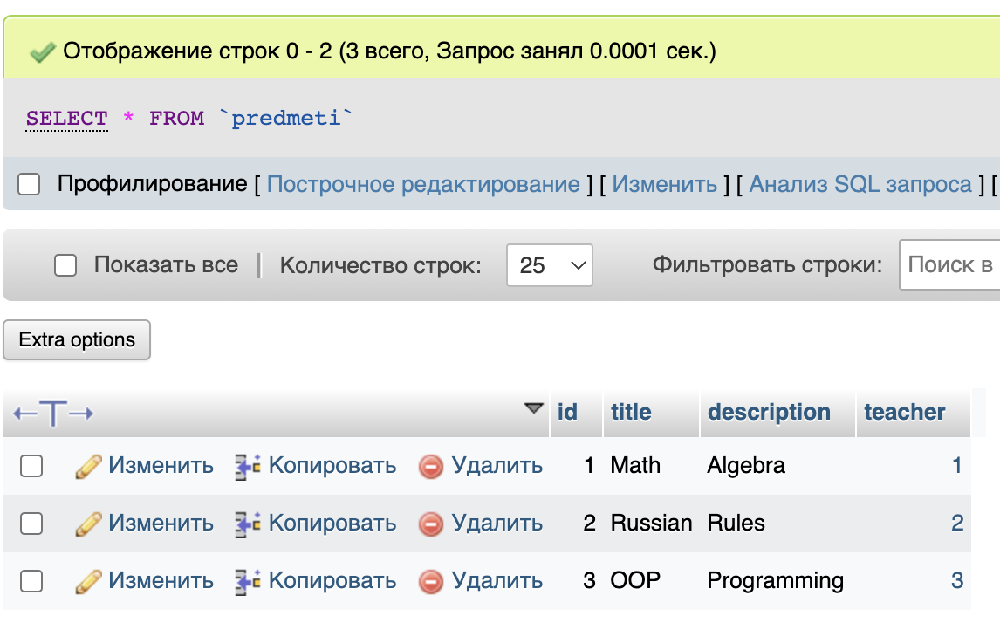 Отображение строк 0 - 2 (3 всего, Запрос занял 0.0001 сек.)
SELECT * FROM `predmeti`
Профилирование [ Построчное редактирование ] [ Изменить ] [ Анализ SQL запроса ] [
Показать все | Количество строк: 25 Фильтровать строки: Поиск в
Extra options
←T→ id title description teacher
Изменить Копировать Удалить 1 Math Algebra 1
Изменить Копировать Удалить 2 Russian Rules 2
Изменить Копировать Удалить 3 OOP Programming 3